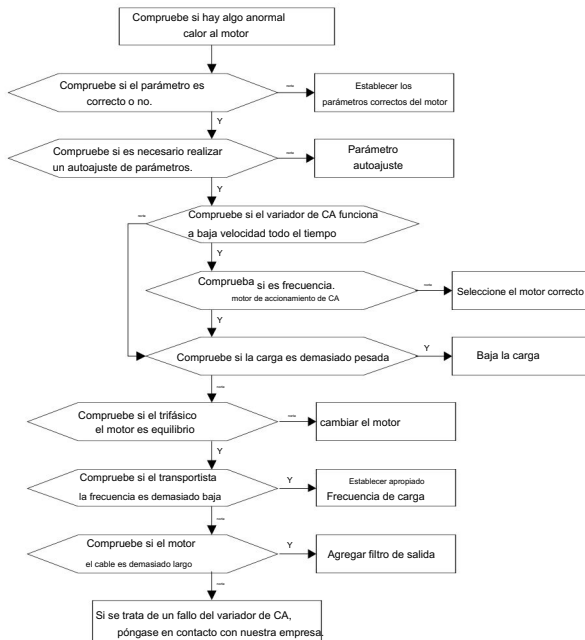 Compruebe si hay algo anormal
calor al motor
Compruebe si el parámetro es
correcto o no.
Establecer los
parámetros correctos del motor
Y
Compruebe si es necesario realizar
un autoajuste de parámetros.
Parámetro
autoajuste
Y
Compruebe si el variador de CA funciona
a baja velocidad todo el tiempo
Y
Comprueba si es frecuencia.
motor de accionamiento de CA
Seleccione el motor correcto
Y
Compruebe si la carga es demasiado pesada
Y
Baja la carga
Compruebe si el trifásico
el motor es equilibrio
cambiar el motor
Y
Compruebe si el transportista
la frecuencia es demasiado baja
Y
Establecer apropiado
Frecuencia de carga
Compruebe si el motor
el cable es demasiado largo
Y
Agregar filtro de salida
Si se trata de un fallo del variador de CA,
póngase en contacto con nuestra empresa.